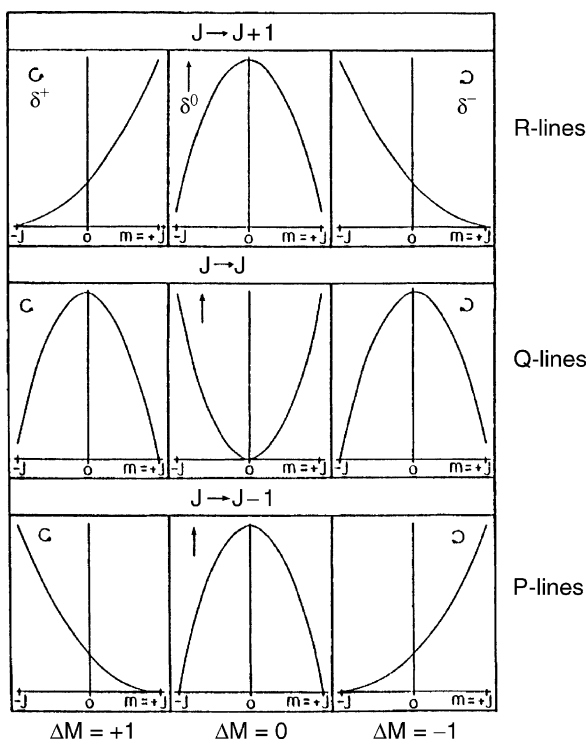 J→J+1
δ⁺
δ⁰
δ⁻
R-lines
-J o m=+J
-J o m=+J
-J o m=+J
J→J
Q-lines
-J o m=+J
-J o m=+J
-J o m=+J
J→J-1
P-lines
-J o m=+J
-J o m=+J
-J o m=+J
ΔM = +1 ΔM = 0 ΔM = −1